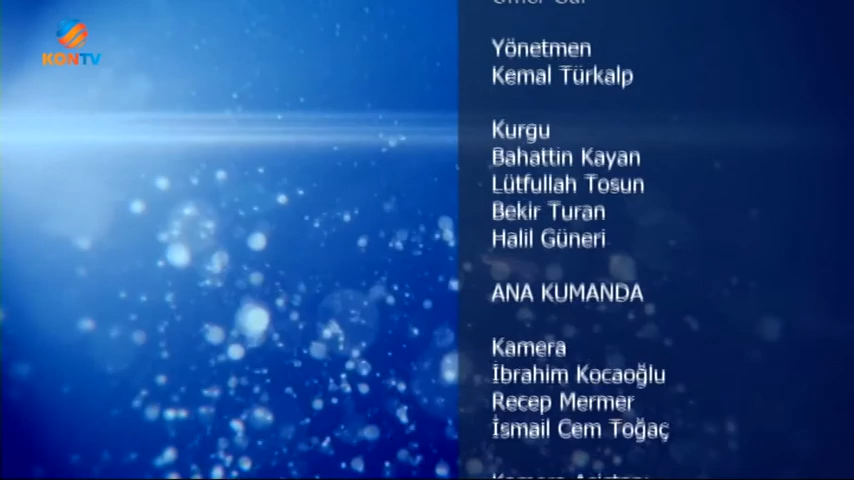 KONTV
Yönetmen
Kemal Türkalp
Kurgu
Bahattin Kayan
Lütfullah Tosun
Bekir Turan
Halil Güneri
ANA KUMANDA
Kamera
İbrahim Kocaoğlu
Recep Mermer
İsmail Cem Toğaç